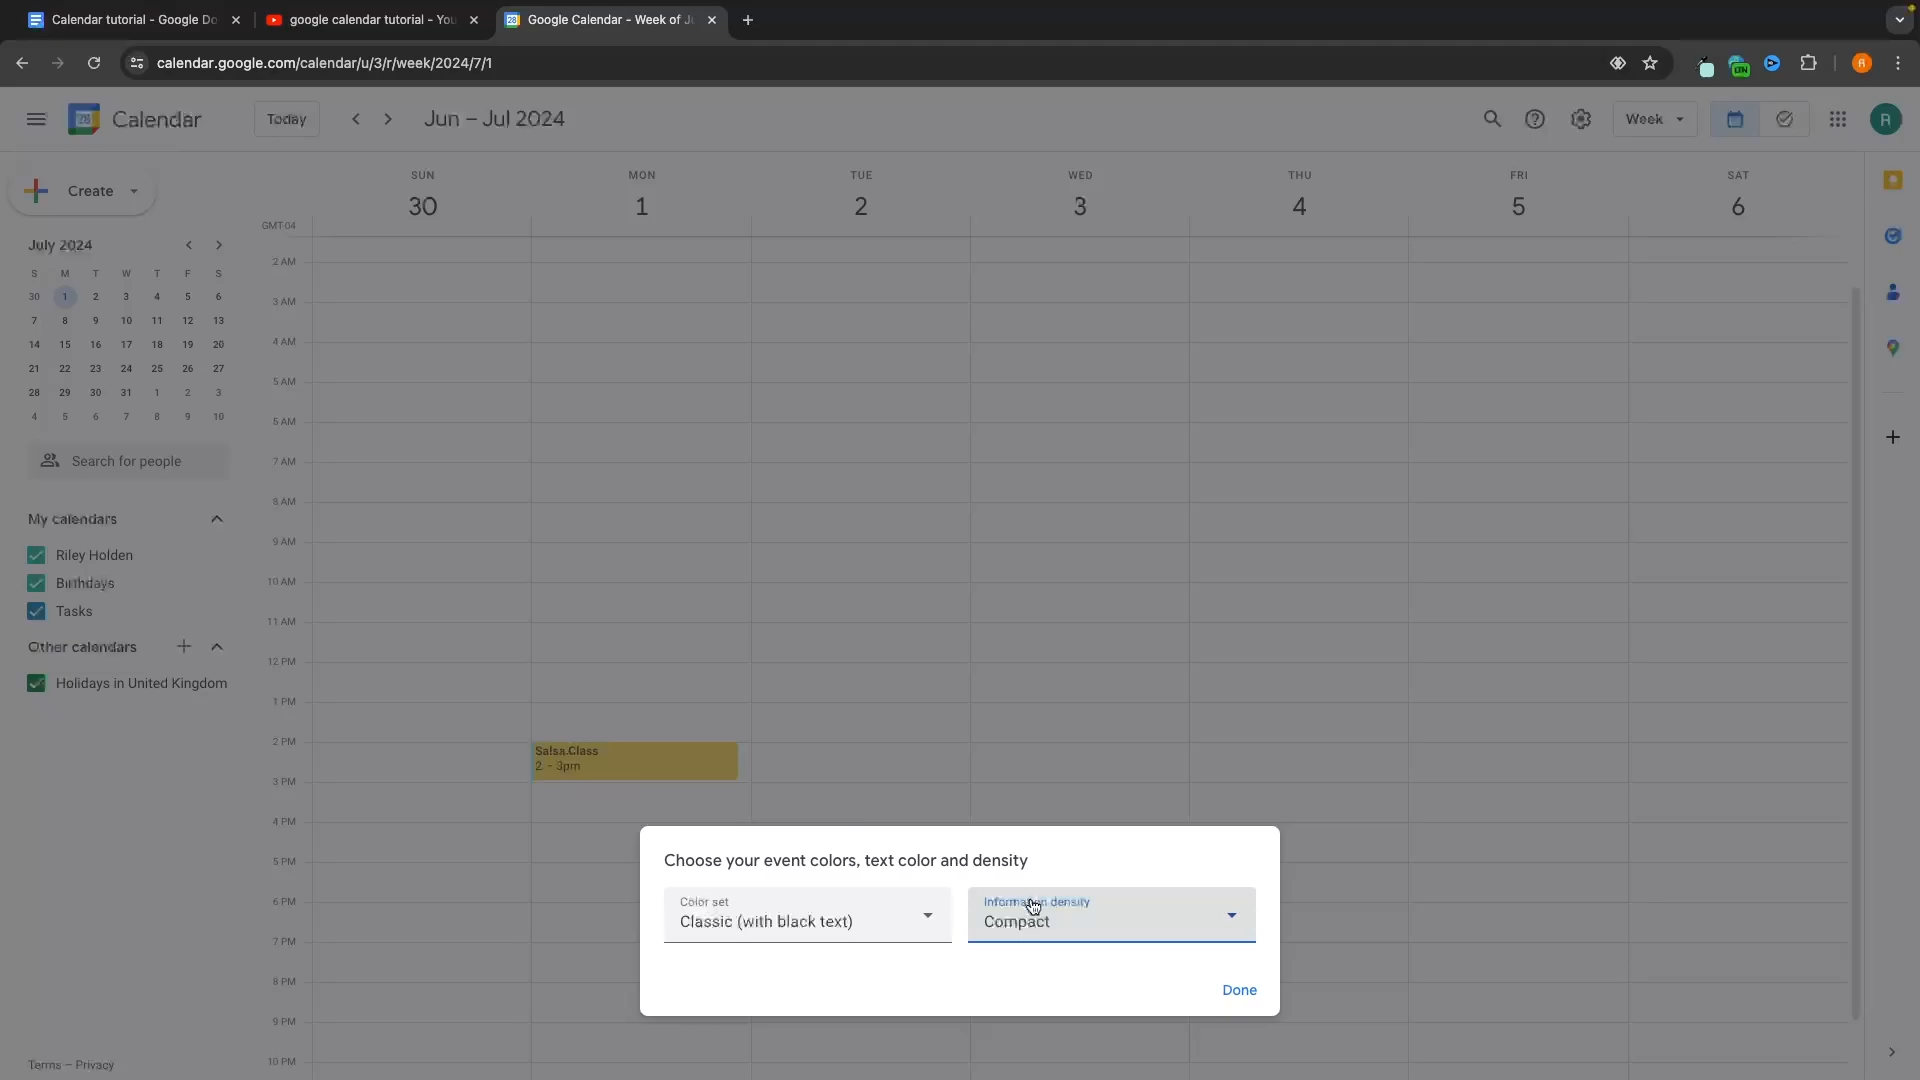 Calendar tutorial - Google Do
google calendar tutorial - You
Google Calendar - Week of Ju
calendar.google.com/calendar/u/3/r/week/2024/7/1
Calendar
Today
Jun – Jul 2024
Week
R
Create
SUN
MON
TUE
WED
THU
FRI
SAT
30
1
2
3
4
5
6
GMT-04
July 2024
S M T W T F S
30 1 2 3 4 5 6
7 8 9 10 11 12 13
14 15 16 17 18 19 20
21 22 23 24 25 26 27
28 29 30 31 1 2 3
4 5 6 7 8 9 10
Search for people
My calendars
Riley Holden
Birthdays
Tasks
Other calendars
Holidays in United Kingdom
Terms – Privacy
2 AM
3 AM
4 AM
5 AM
5 AM
7 AM
8 AM
9 AM
10 AM
11 AM
12 PM
1 PM
2 PM
3 PM
4 PM
5 PM
6 PM
7 PM
8 PM
9 PM
10 PM
Salsa Class
2 - 3pm
Choose your event colors, text color and density
Color set
Classic (with black text)
Information density
Compact
Done